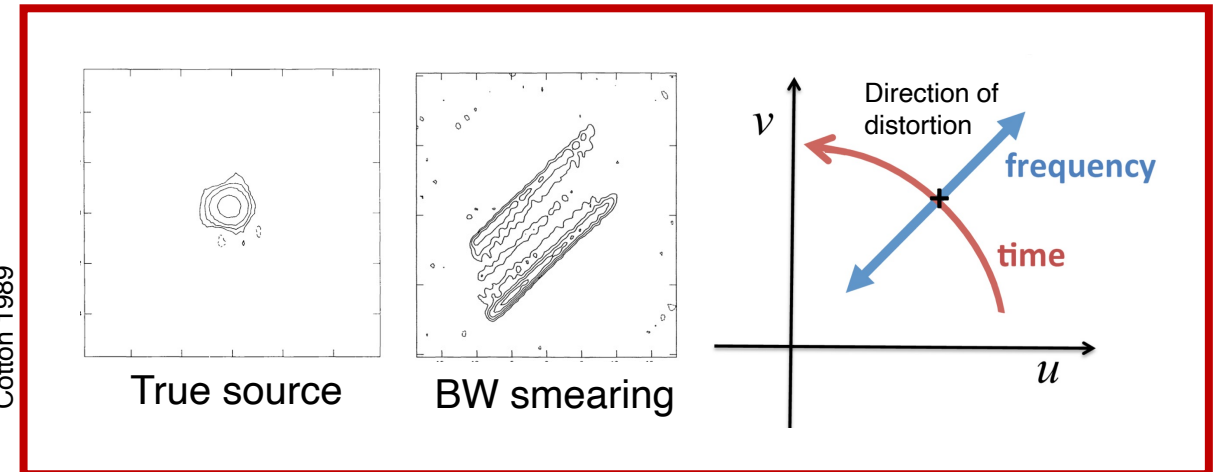 Cotton 1989
True source
BW smearing
Direction of
distortion
v
frequency
time
u